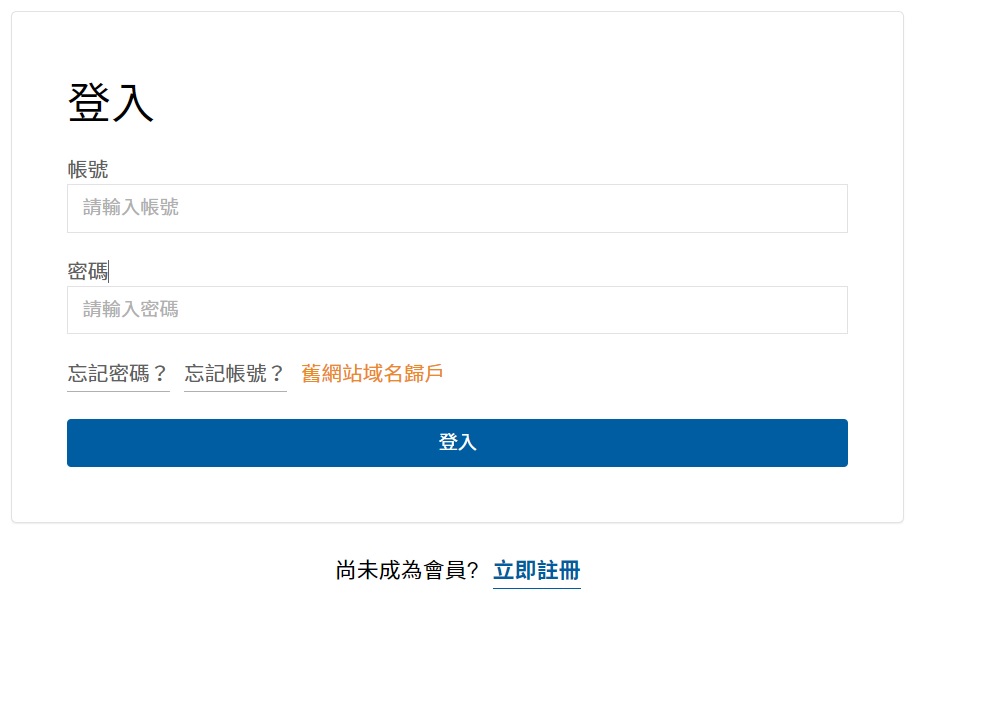 登入
帳號
請輸入帳號
密碼
請輸入密碼
忘記密碼？ 忘記帳號？ 舊網站域名歸戶
登入
尚未成為會員? 立即註冊